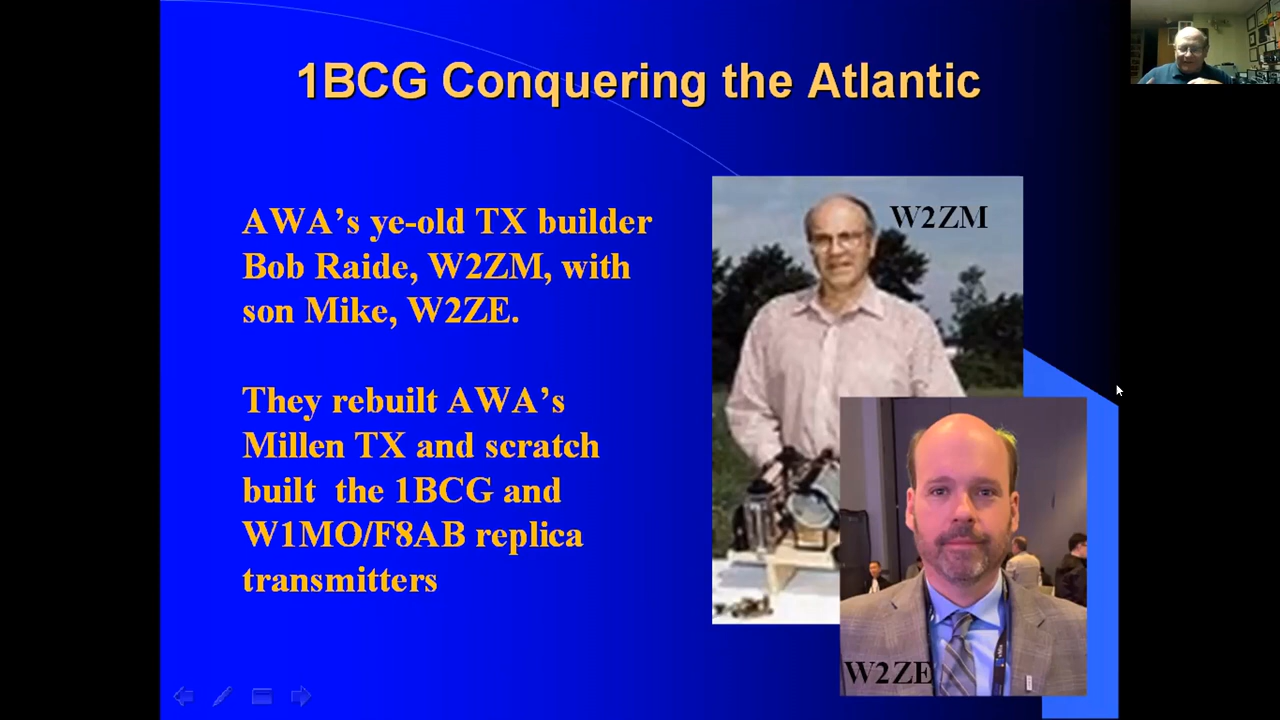 1BCG Conquering the Atlantic
AWA’s ye-old TX builder
Bob Raide, W2ZM, with
son Mike, W2ZE.
They rebuilt AWA’s
Millen TX and scratch
built  the 1BCG and
W1MO/F8AB replica
transmitters
W2ZM
W2ZE